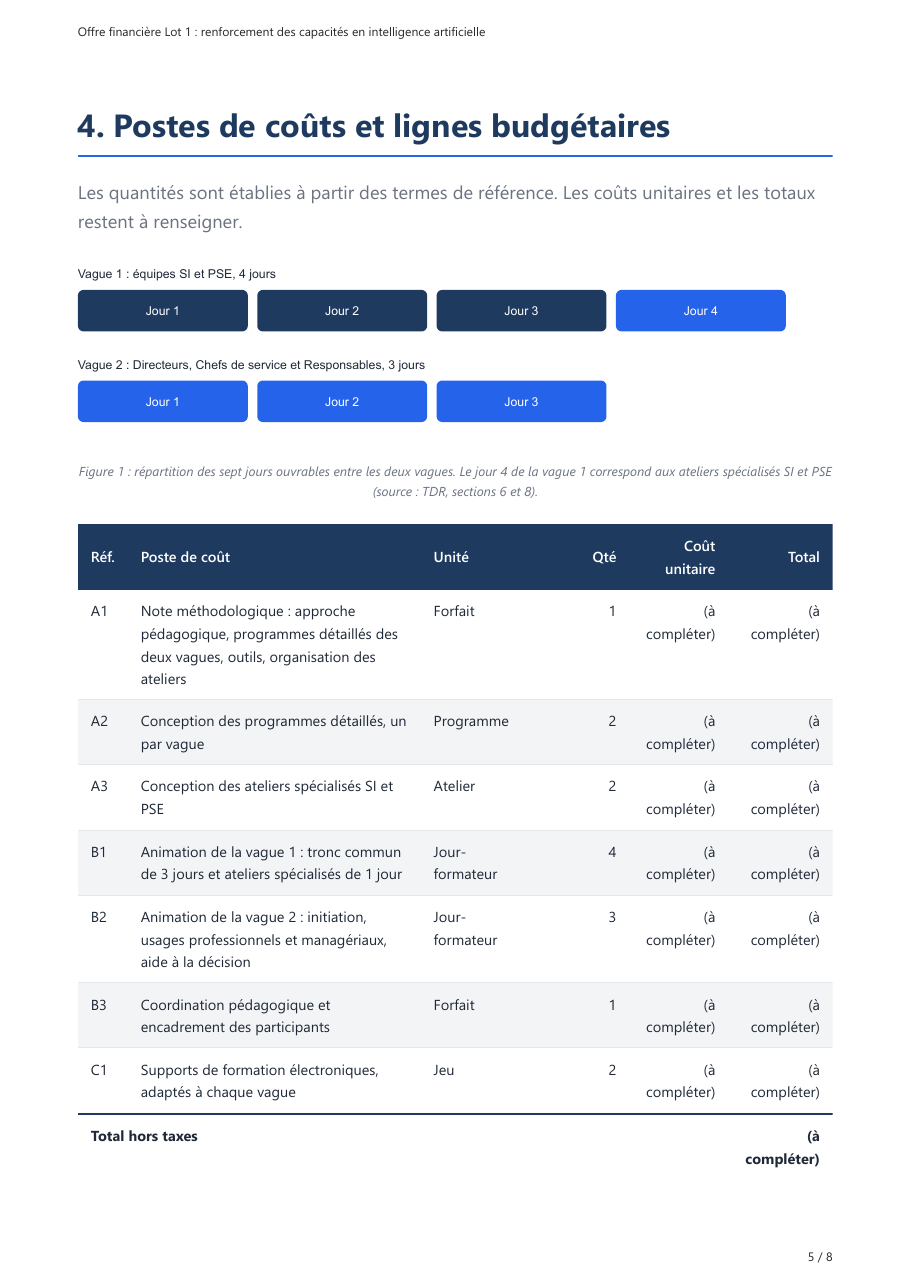 Offre financière Lot 1 : renforcement des capacités en intelligence artificielle
4. Postes de coûts et lignes budgétaires
Les quantités sont établies à partir des termes de référence. Les coûts unitaires et les totaux
restent à renseigner.
Vague 1 : équipes SI et PSE, 4 jours
Jour 1
Jour 2
Jour 3
Jour 4
Vague 2 : Directeurs, Chefs de service et Responsables, 3 jours
Jour 1
Jour 2
Jour 3
Figure 1 : répartition des sept jours ouvrables entre les deux vagues. Le jour 4 de la vague 1 correspond aux ateliers spécialisés SI et PSE
(source : TDR, sections 6 et 8).
Réf. Poste de coût Unité Qté Coût Total
unitaire
A1 Note méthodologique : approche Forfait 1 (à (à
pédagogique, programmes détaillés des compléter) compléter)
deux vagues, outils, organisation des
ateliers
A2 Conception des programmes détaillés, un Programme 2 (à (à
par vague compléter) compléter)
A3 Conception des ateliers spécialisés SI et Atelier 2 (à (à
PSE compléter) compléter)
B1 Animation de la vague 1 : tronc commun Jour- 4 (à (à
de 3 jours et ateliers spécialisés de 1 jour formateur compléter) compléter)
B2 Animation de la vague 2 : initiation, Jour- 3 (à (à
usages professionnels et managériaux, formateur compléter) compléter)
aide à la décision
B3 Coordination pédagogique et Forfait 1 (à (à
encadrement des participants compléter) compléter)
C1 Supports de formation électroniques, Jeu 2 (à (à
adaptés à chaque vague compléter) compléter)
Total hors taxes (à
compléter)
5 / 8